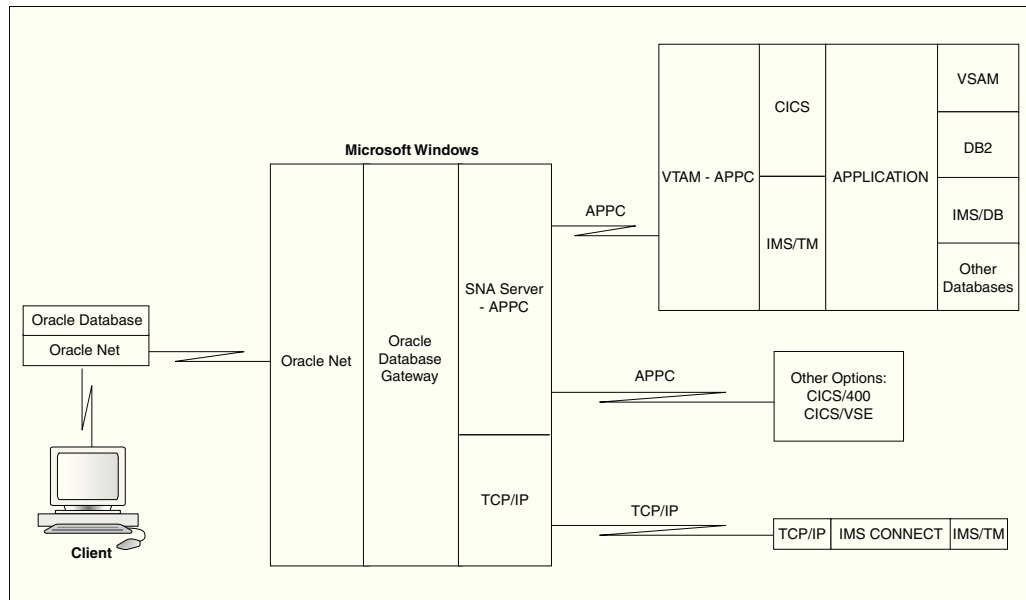 Microsoft Windows
Oracle Database
Oracle Net
Client
Oracle Net
Oracle
Database
Gateway
SNA Server
- APPC
TCP/IP
APPC
VTAM - APPC
CICS
IMS/TM
APPLICATION
VSAM
DB2
IMS/DB
Other
Databases
APPC
Other Options:
CICS/400
CICS/VSE
TCP/IP
TCP/IP
IMS CONNECT
IMS/TM